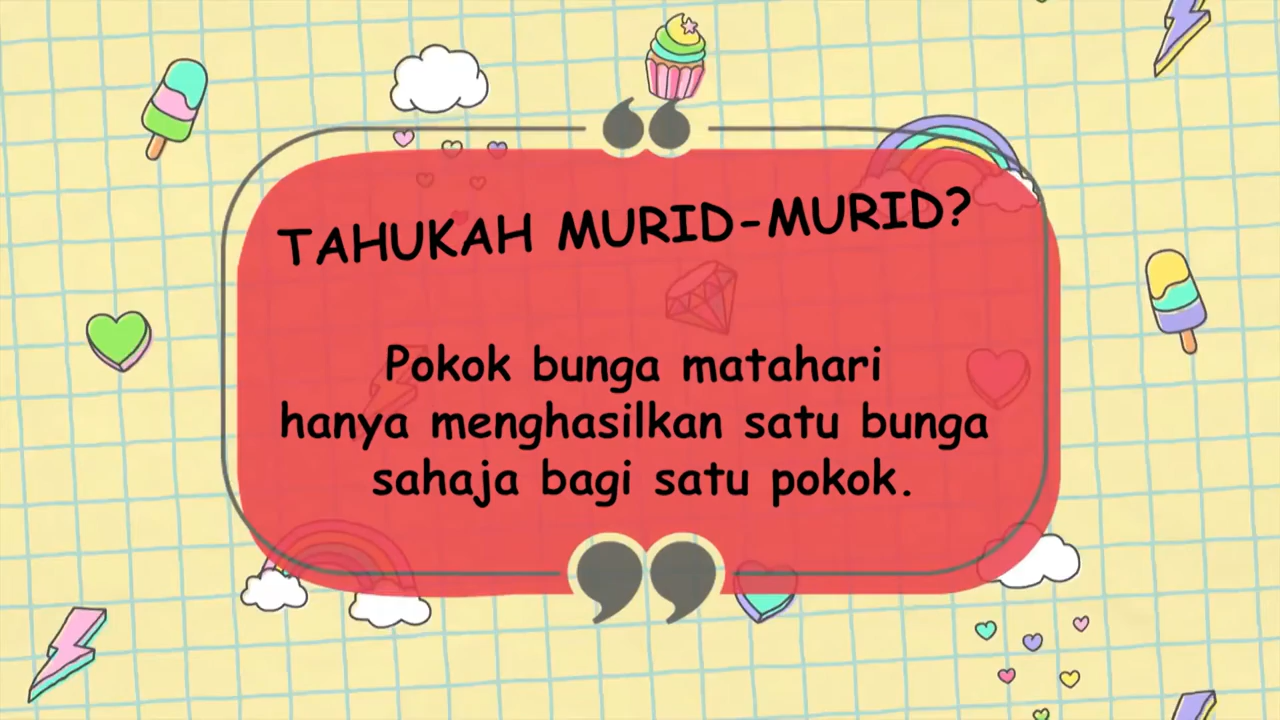 TAHUKAH MURID-MURID?
Pokok bunga matahari
hanya menghasilkan satu bunga
sahaja bagi satu pokok.